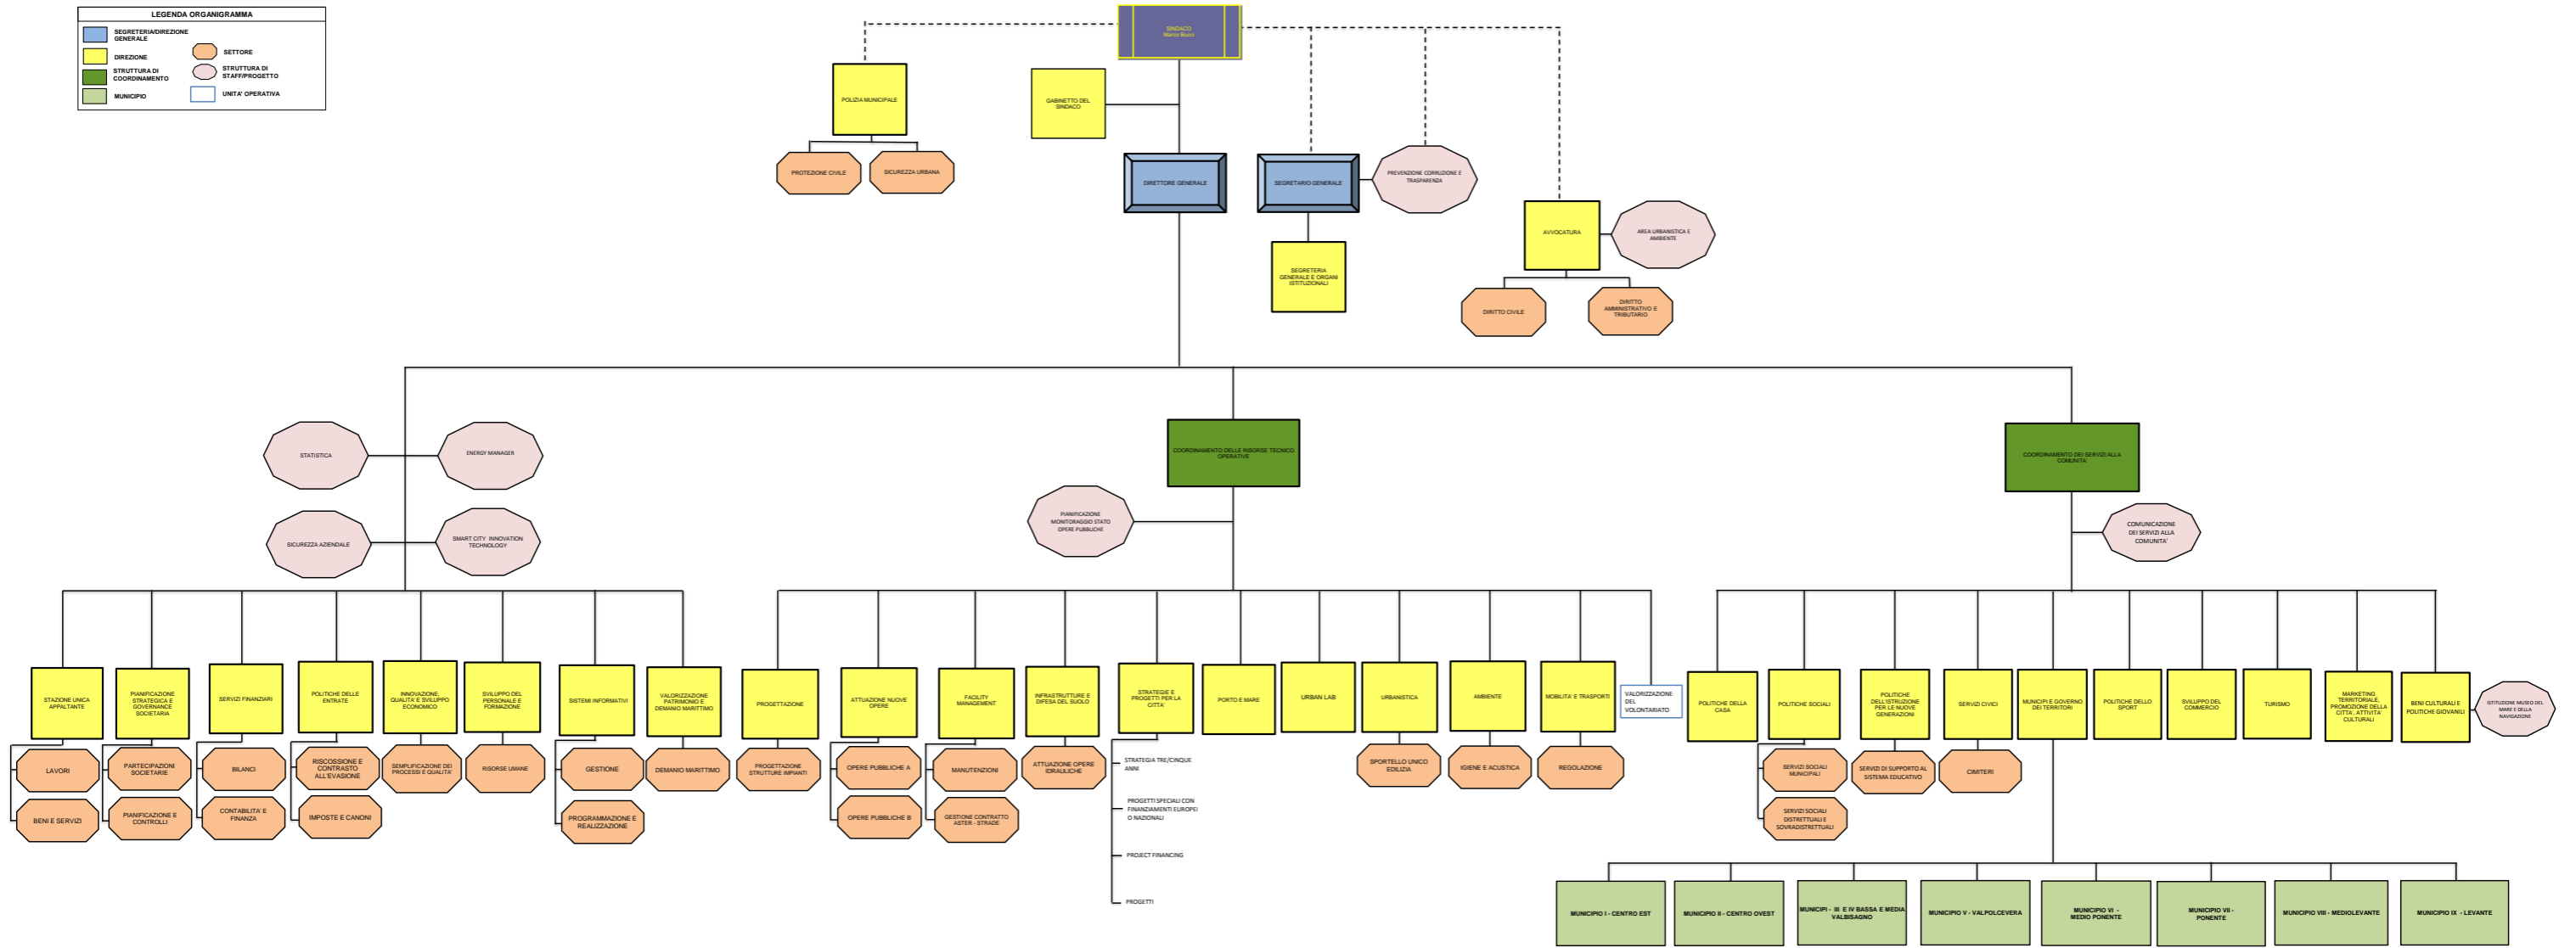 LEGENDA ORGANIGRAMMA
SEGRETERIA/DIREZIONE
GENERALE
DIREZIONE
STRUTTURA DI
COORDINAMENTO
MUNICIPIO
SETTORE
STRUTTURA DI
STAFF/PROGETTO
UNITA' OPERATIVA
SINDACO
Marco Bucci
POLIZIA MUNICIPALE
GABINETTO DEL
SINDACO
PROTEZIONE CIVILE
SICUREZZA URBANA
DIRETTORE GENERALE
SEGRETARIO GENERALE
PREVENZIONE CORRUZIONE E
TRASPARENZA
SEGRETERIA
GENERALE E ORGANI
ISTITUZIONALI
AVVOCATURA
AREA URBANISTICA E
AMBIENTE
DIRITTO CIVILE
DIRITTO
AMMINISTRATIVO E
TRIBUTARIO
STATISTICA
ENERGY MANAGER
SICUREZZA AZIENDALE
SMART CITY INNOVATION
TECHNOLOGY
COORDINAMENTO DELLE RISORSE TECNICO
OPERATIVE
PIANIFICAZIONE
MONITORAGGIO STATO
OPERE PUBBLICHE
COORDINAMENTO DEI SERVIZI ALLA
COMUNITA'
COMUNICAZIONE
DEI SERVIZI ALLA
COMUNITA'
STAZIONE UNICA
APPALTANTE
PIANIFICAZIONE
STRATEGICA E
GOVERNANCE
SOCIETARIA
SERVIZI FINANZIARI
POLITICHE DELLE
ENTRATE
INNOVAZIONE,
QUALITA' E SVILUPPO
ECONOMICO
SVILUPPO DEL
PERSONALE E
FORMAZIONE
SISTEMI INFORMATIVI
VALORIZZAZIONE
PATRIMONIO E
DEMANIO MARITTIMO
PROGETTAZIONE
ATTUAZIONE NUOVE
OPERE
FACILITY
MANAGEMENT
INFRASTRUTTURE E
DIFESA DEL SUOLO
STRATEGIE E
PROGETTI PER LA
CITTA'
PORTO E MARE
URBAN LAB
URBANISTICA
AMBIENTE
MOBILITA' E TRASPORTI
VALORIZZAZIONE
DEL
VOLONTARIATO
POLITICHE DELLA
CASA
POLITICHE SOCIALI
POLITICHE
DELL'ISTRUZIONE
PER LE NUOVE
GENERAZIONI
SERVIZI CIVICI
MUNICIPI E GOVERNO
DEI TERRITORI
POLITICHE DELLO
SPORT
SVILUPPO DEL
COMMERCIO
TURISMO
MARKETING
TERRITORIALE,
PROMOZIONE DELLA
CITTA', ATTIVITA'
CULTURALI
BENI CULTURALI E
POLITICHE GIOVANILI
ISTITUZIONE MUSEO DEL
MARE E DELLA
NAVIGAZIONE
LAVORI
BENI E SERVIZI
PARTECIPAZIONI
SOCIETARIE
PIANIFICAZIONE E
CONTROLLI
BILANCI
CONTABILITA' E
FINANZA
RISCOSSIONE E
CONTRASTO
ALL'EVASIONE
IMPOSTE E CANONI
SEMPLIFICAZIONE DEI
PROCESSI E QUALITA'
RISORSE UMANE
GESTIONE
PROGRAMMAZIONE E
REALIZZAZIONE
DEMANIO MARITTIMO
PROGETTAZIONE
STRUTTURE IMPIANTI
OPERE PUBBLICHE A
OPERE PUBBLICHE B
MANUTENZIONI
GESTIONE CONTRATTO
ASTER - STRADE
ATTUAZIONE OPERE
IDRAULICHE
STRATEGIA TRE/CINQUE
ANNI
PROGETTI SPECIALI CON
FINANZIAMENTI EUROPEI
O NAZIONALI
PROJECT FINANCING
PROGETTI
SPORTELLO UNICO
EDILIZIA
IGIENE E ACUSTICA
REGOLAZIONE
SERVIZI SOCIALI
MUNICIPALI
SERVIZI SOCIALI
DISTRETTUALI E
SOVRADISTRETTUALI
SERVIZI DI SUPPORTO AL
SISTEMA EDUCATIVO
CIMITERI
MUNICIPIO I - CENTRO EST
MUNICIPIO II - CENTRO OVEST
MUNICIPI - III E IV BASSA E MEDIA
VALBISAGNO
MUNICIPIO V - VALPOLCEVERA
MUNICIPIO VI -
MEDIO PONENTE
MUNICIPIO VII -
PONENTE
MUNICIPIO VIII - MEDIOLEVANTE
MUNICIPIO IX - LEVANTE